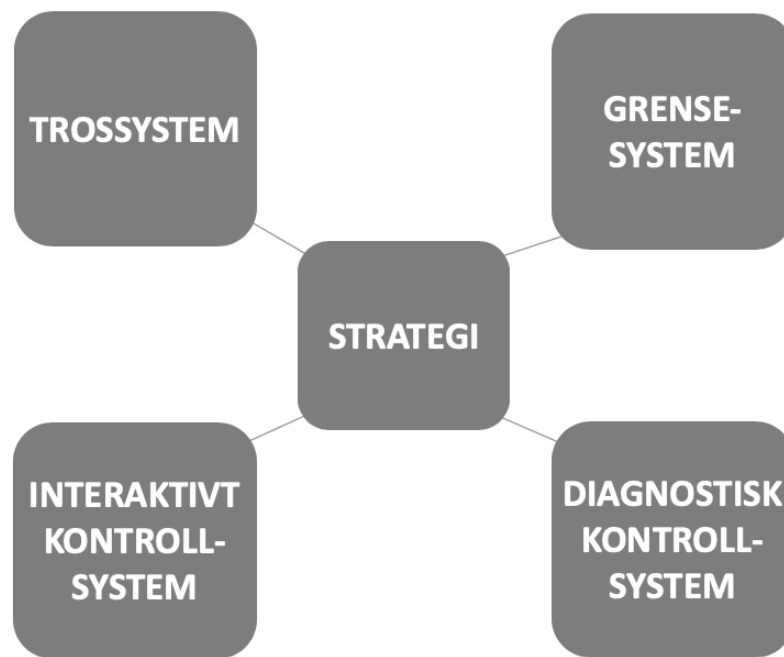 TROSSYSTEM
GRENSE-
SYSTEM
STRATEGI
INTERAKTIVT
KONTROLL-
SYSTEM
DIAGNOSTISK
KONTROLL-
SYSTEM